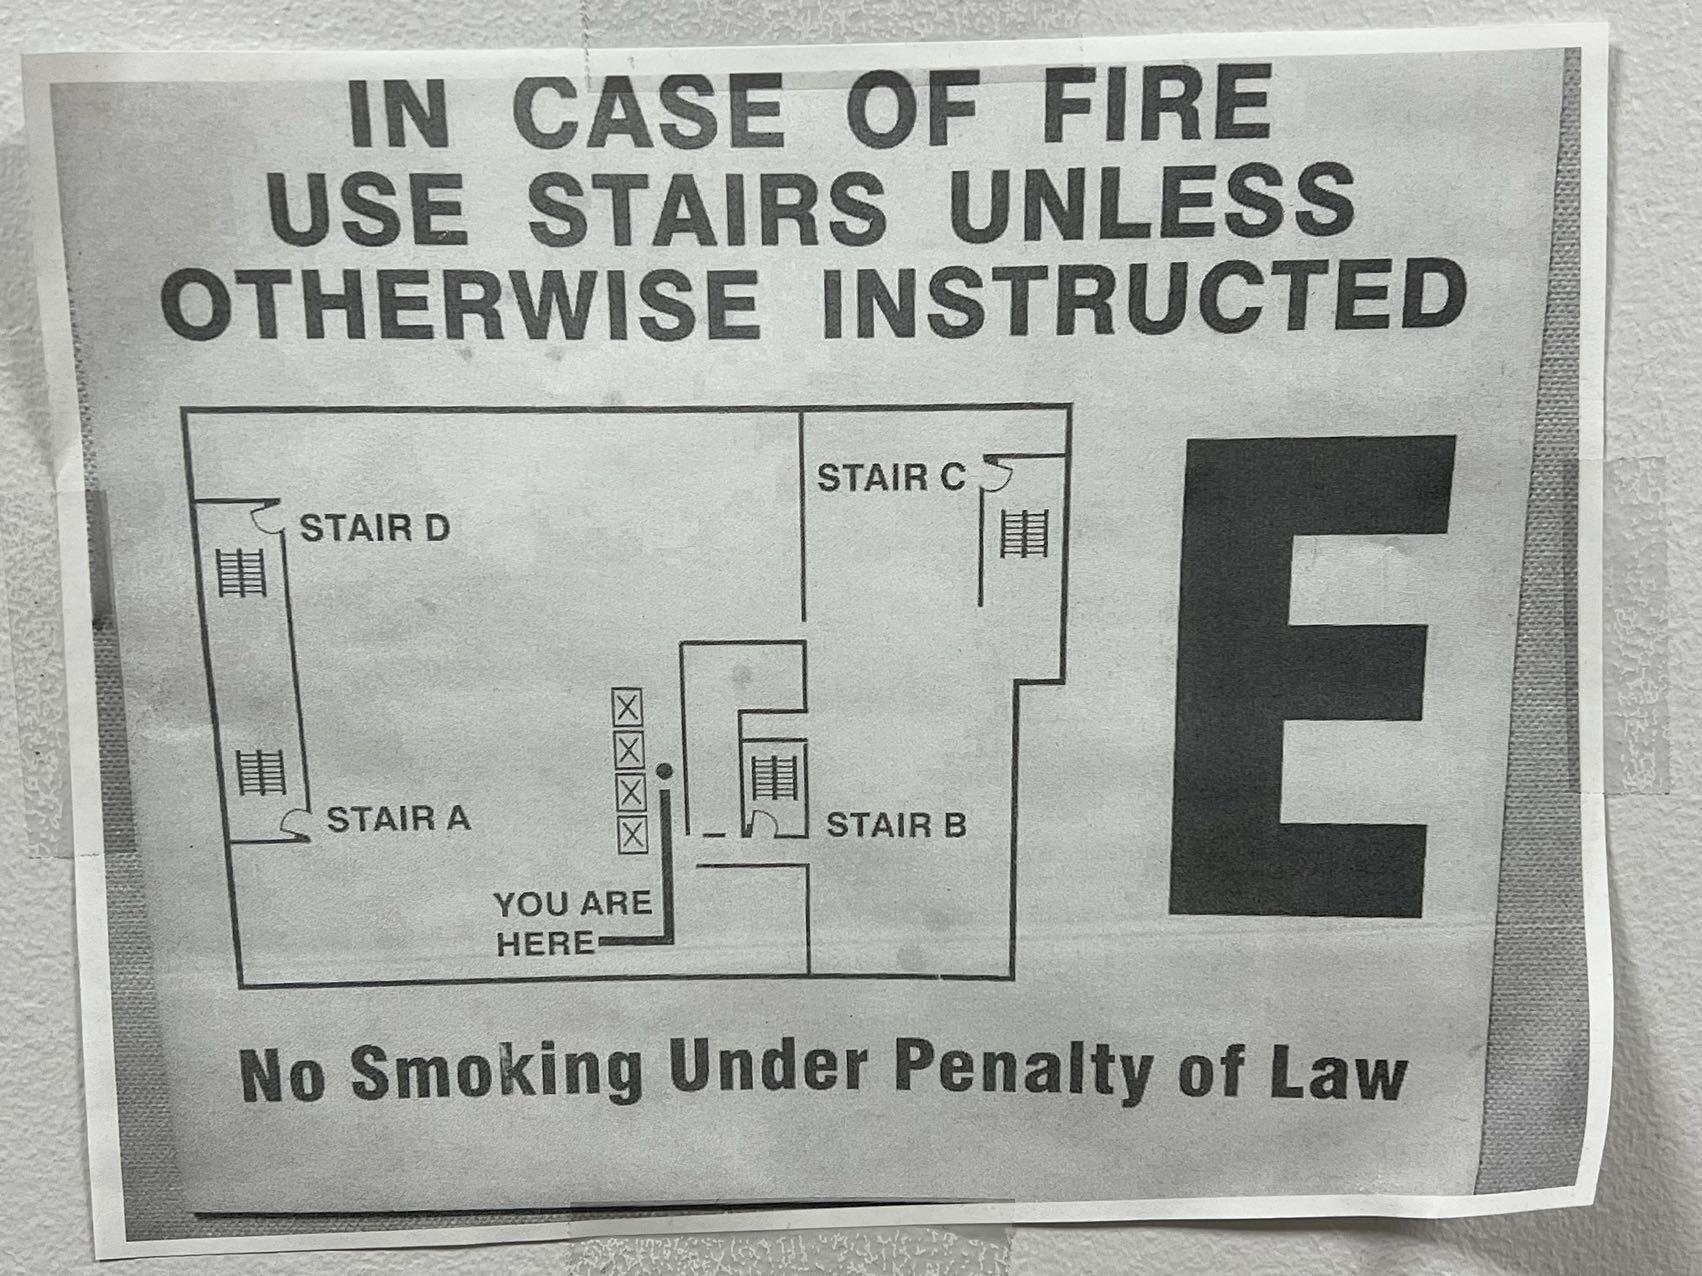 IN CASE OF FIRE
USE STAIRS UNLESS
OTHERWISE INSTRUCTED
STAIR C
STAIR D
E
STAIR A
STAIR B
YOU ARE
HERE
No Smoking Under Penalty of Law